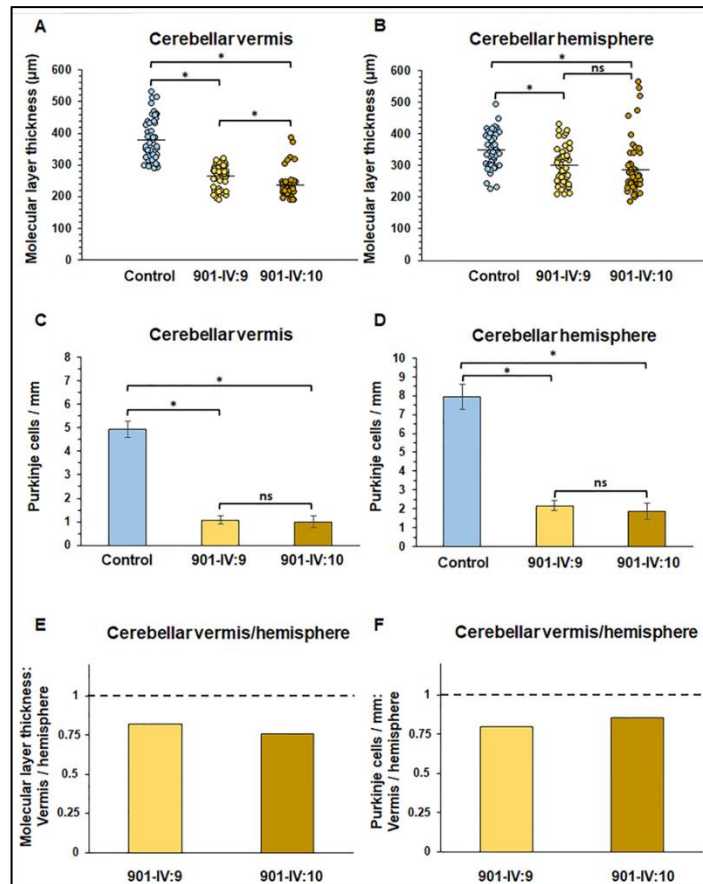 A
Cerebellar vermis
Molecular layer thickness (µm)
600
500
400
300
200
100
0
*
*
*
Control
901-IV:9
901-IV:10
B
Cerebellar hemisphere
Molecular layer thickness (µm)
600
500
400
300
200
100
0
*
ns
*
Control
901-IV:9
901-IV:10
C
Cerebellar vermis
Purkinje cells / mm
8
7
6
5
4
3
2
1
0
*
*
ns
Control
901-IV:9
901-IV:10
D
Cerebellar hemisphere
Purkinje cells / mm
10
9
8
7
6
5
4
3
2
1
0
*
*
ns
Control
901-IV:9
901-IV:10
E
Cerebellar vermis/hemisphere
Molecular layer thickness:
Vermis / hemisphere
1
0.75
0.5
0.25
901-IV:9
901-IV:10
F
Cerebellar vermis/hemisphere
Purkinje cells / mm:
Vermis / hemisphere
1
0.75
0.5
0.25
901-IV:9
901-IV:10